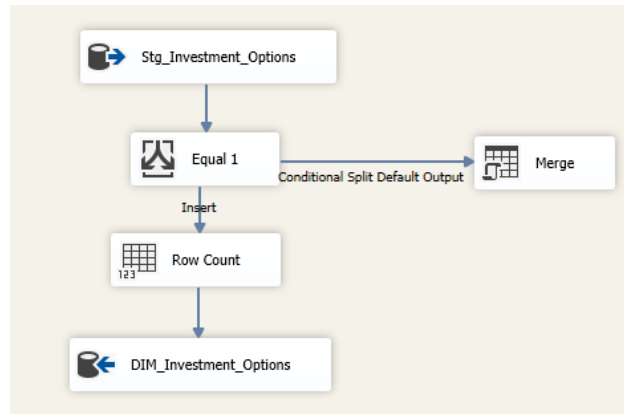 Stg_Investment_Options
Equal 1
Conditional Split Default Output
Merge
Insert
123
Row Count
DIM_Investment_Options